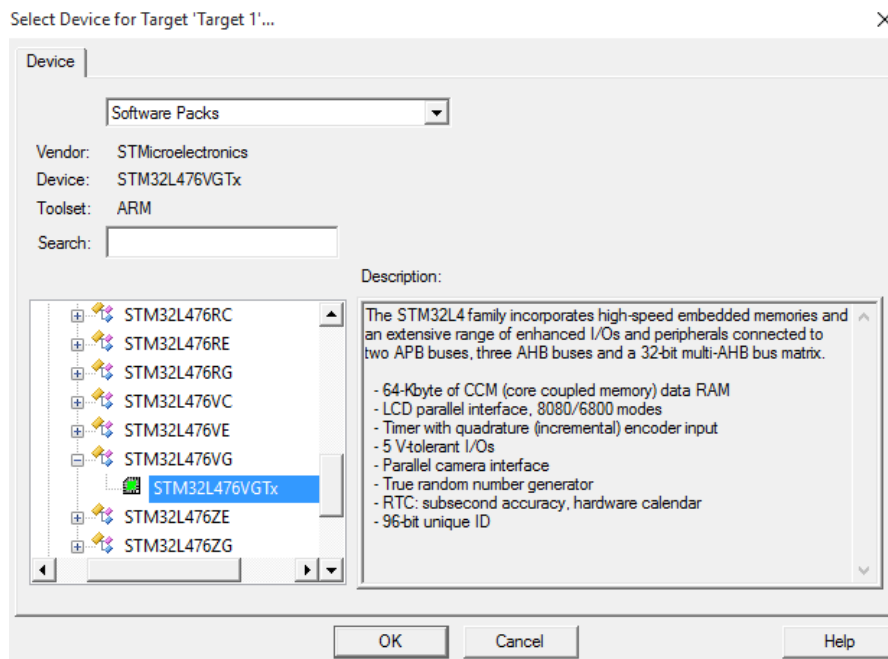 Select Device for Target 'Target 1'...
Device
Software Packs
Vendor: STMicroelectronics
Device: STM32L476VGTx
Toolset: ARM
Search:
Description:
STM32L476RC
STM32L476RE
STM32L476RG
STM32L476VC
STM32L476VE
STM32L476VG
STM32L476VGTx
STM32L476ZE
STM32L476ZG
The STM32L4 family incorporates high-speed embedded memories and
an extensive range of enhanced I/Os and peripherals connected to
two APB buses, three AHB buses and a 32-bit multi-AHB bus matrix.
- 64-Kbyte of CCM (core coupled memory) data RAM
- LCD parallel interface, 8080/6800 modes
- Timer with quadrature (incremental) encoder input
- 5 V-tolerant I/Os
- Parallel camera interface
- True random number generator
- RTC: subsecond accuracy, hardware calendar
- 96-bit unique ID
OK Cancel Help